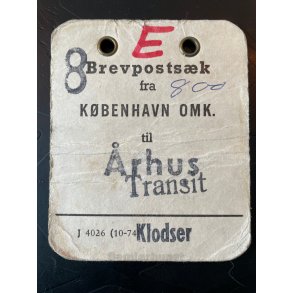 E
8 Brevpostsæk
fra 800
KØBENHAVN OMK.
til
Århus
Transit
J 4026 (10-74 Klodser